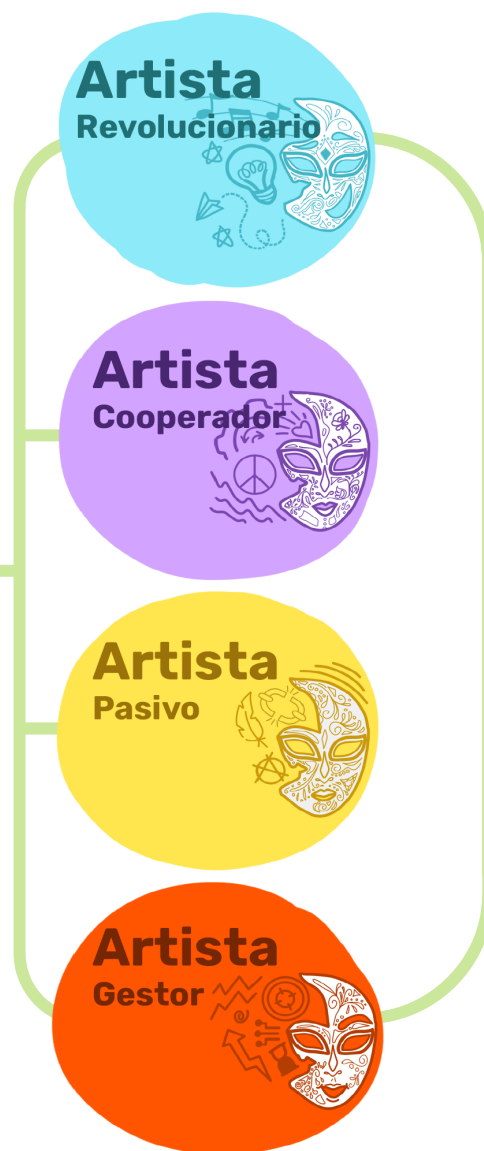 Artista
Revolucionario
Artista
Cooperador
Artista
Pasivo
Artista
Gestor